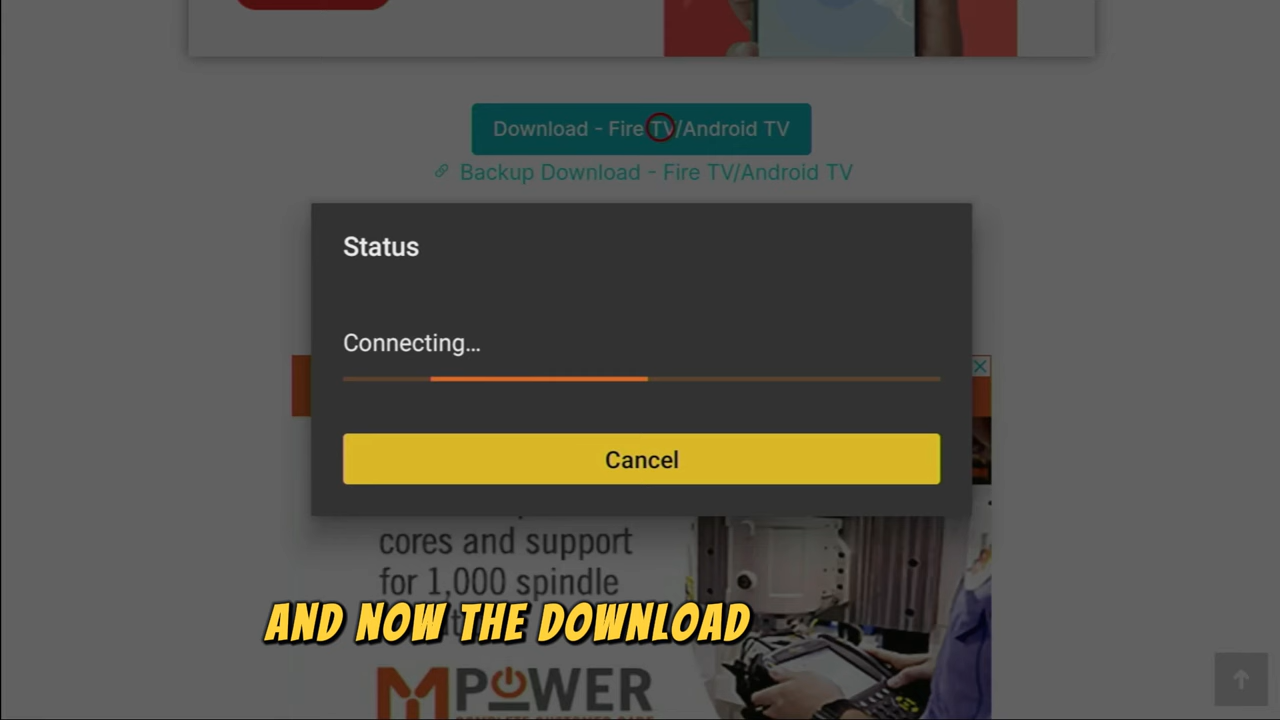 Download - Fire TV/Android TV
Backup Download - Fire TV/Android TV
Status
Connecting...
Cancel
cores and support
for 1,000 spindle
AND NOW THE DOWNLOAD
MPOWER